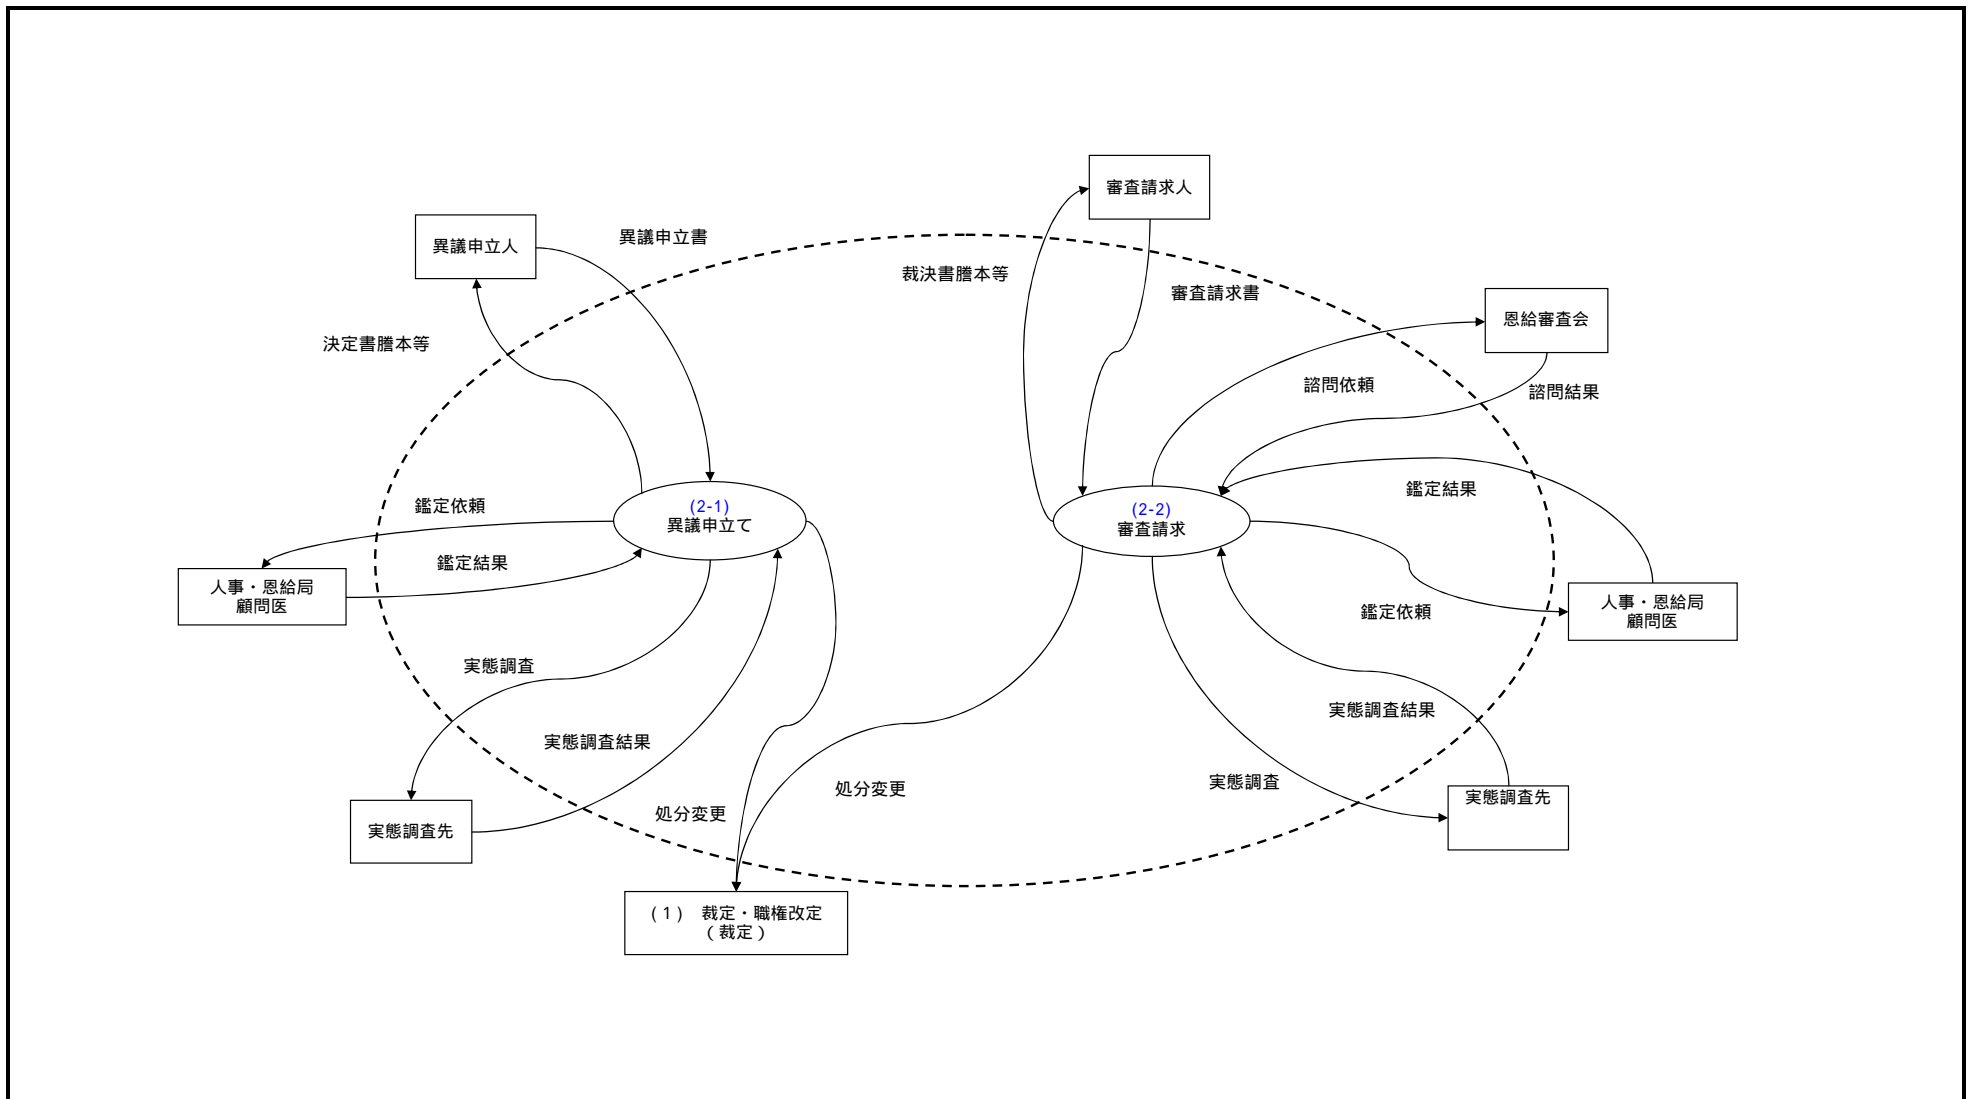 審査請求人
異議申立書
異議申立人
裁決書謄本等
審査請求書
恩給審査会
決定書謄本等
諮問依頼
諮問結果
鑑定依頼
(2-1)
異議申立て
(2-2)
審査請求
鑑定結果
鑑定結果
人事・恩給局
顧問医
鑑定依頼
人事・恩給局
顧問医
実態調査
実態調査結果
実態調査結果
実態調査
処分変更
実態調査先
処分変更
実態調査先
(1) 裁定・職権改定
(裁定)